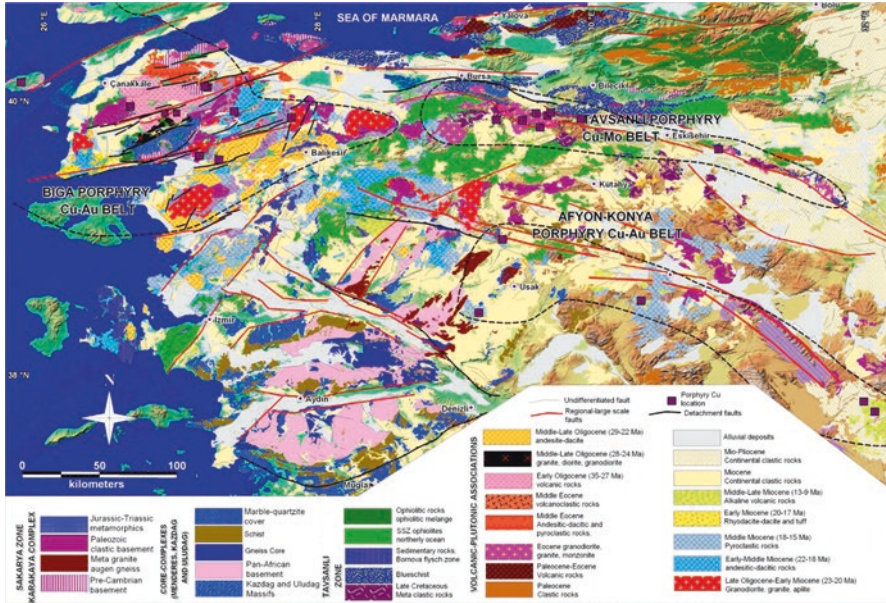 26 °E
28
SEA OF MARMARA
Yalova
Bolu
Çanakkale
Bursa
Bilecik
40 °N
TAVSANLI PORPHYRY
Cu-Mo BELT
Eskişehir
Balıkesir
BIGA PORPHYRY
Cu-Au BELT
Kütahya
AFYON-KONYA
PORPHYRY Cu-Au BELT
Usak
İzmir
38 °N
Aydın
Denizli
Mugla
N
0 50 100
kilometers
Undifferentiated fault
Regional-large scale
faults
Porphyry Cu
location
Detachment faults
VOLCANIC-PLUTONIC ASSOCIATIONS
Middle-Late Oligocene (29-22 Ma)
andesite-dacite
Middle-Late Oligocene (28-24 Ma)
granite, diorite, granodiorite
Early Oligocene (35-27 Ma)
volcanic rocks
Middle Eocene
volcanoclastic rocks
Middle Eocene
Andesitic-dacitic and
pyroclastic rocks
Eocene granodiorite,
granite, monzonite
Paleocene-Eocene
Volcanic rocks
Paleocene
Clastic rocks
Alluvial deposits
Mio-Pliocene
Continental clastic rocks
Miocene
Continental clastic rocks
Middle-Late Miocene (13-9 Ma)
Alkaline volcanic rocks
Early Miocene (20-17 Ma)
Rhyodacite-dacite and tuff
Middle Miocene (18-15 Ma)
Pyroclastic rocks
Early-Middle Miocene (22-18 Ma)
andesitic-dacitic rocks
Late Oligocene-Early Miocene (23-20 Ma)
Granodiorite, granite, aplite
SAKARYA ZONE
KARAKAYA COMPLEX
Jurassic-Triassic
metamorphics
Paleozoic
clastic basement
Meta granite
augen gneiss
Pre-Cambrian
basement
CORE-COMPLEXES
(MENDERES, KAZDAG
AND ULUDAG)
Marble-quartzite
cover
Schist
Gneiss Core
Pan-African
basement
Kazdag and Uludag
Massifs
TAVSANLI
ZONE
Ophiolitic rocks
ophiolitic melange
SSZ ophiolites
northerly ocean
Sedimentary rocks
Bornova flysch zone
Blueschist
Late Cretaceous
Meta clastic rocks